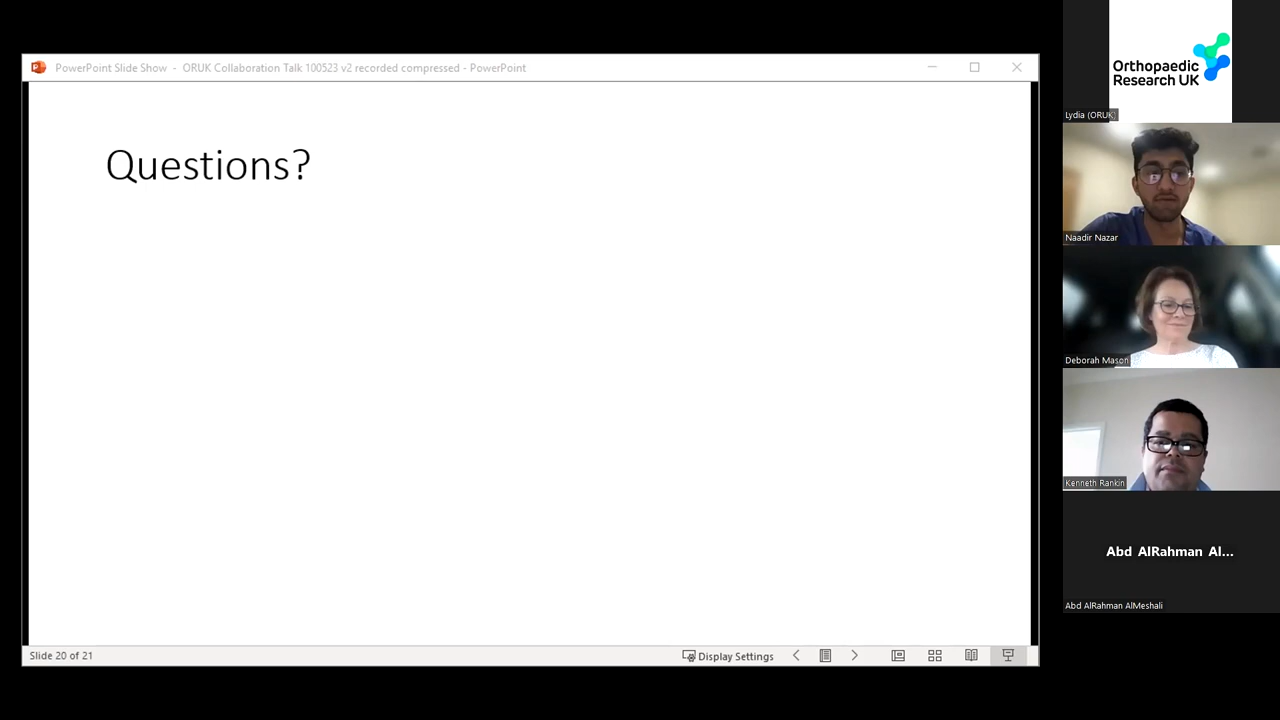 PowerPoint Slide Show - ORUK Collaboration Talk 100523 v2 recorded compressed - PowerPoint
Questions?
Slide 20 of 21
Display Settings
Orthopaedic
Research UK
Lydia (ORUK)
Naadir Nazar
Deborah Mason
Kenneth Rankin
Abd AlRahman Al...
Abd AlRahman AlMeshali